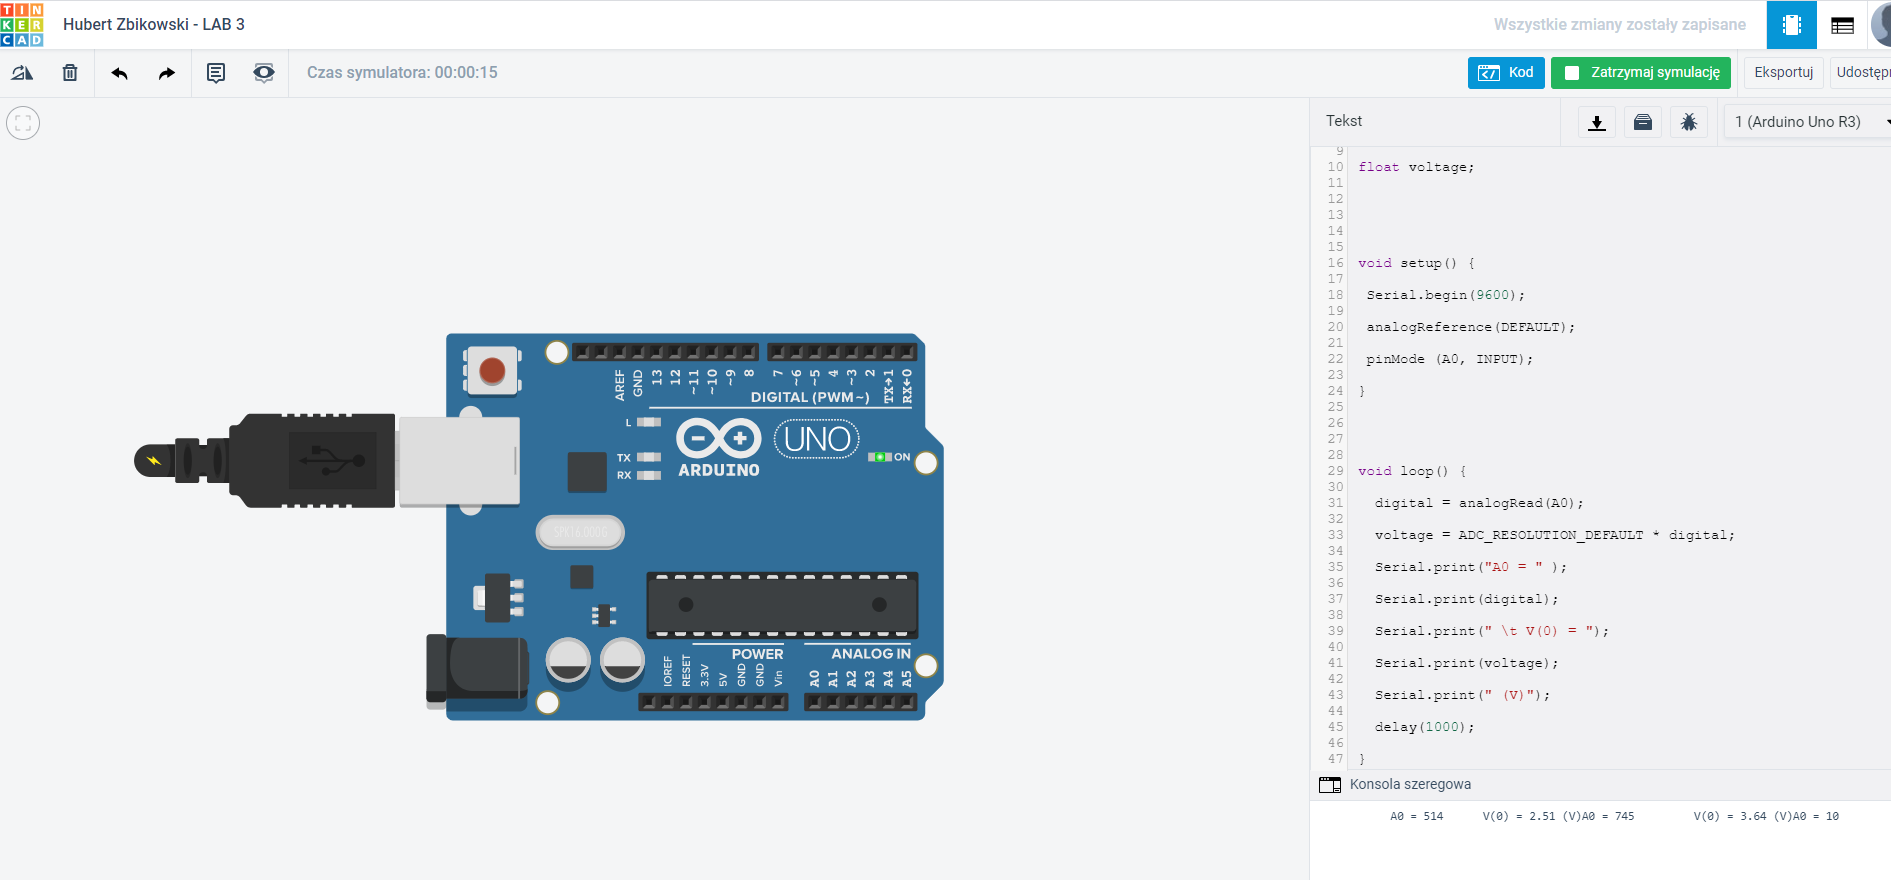 TIN
KER
CAD
Hubert Zbikowski - LAB 3
Wszystkie zmiany zostały zapisane
Czas symulatora: 00:00:15
Kod
Zatrzymaj symulację
Eksportuj
Udostępn
Tekst
1 (Arduino Uno R3)
9
10 float voltage;
11
12
13
14
15
16 void setup() {
17
18 Serial.begin(9600);
19
20 analogReference(DEFAULT);
21
22 pinMode (A0, INPUT);
23
24 }
25
26
27
28
29 void loop() {
30
31 digital = analogRead(A0);
32
33 voltage = ADC_RESOLUTION_DEFAULT * digital;
34
35 Serial.print("A0 = " );
36
37 Serial.print(digital);
38
39 Serial.print(" \t V(0) = ");
40
41 Serial.print(voltage);
42
43 Serial.print(" (V)");
44
45 delay(1000);
46
47 }
Konsola szeregowa
A0 = 514 V(0) = 2.51 (V)A0 = 745 V(0) = 3.64 (V)A0 = 10
AREF GND 13 12 ~11 ~10 ~9 8 7 ~6 ~5 4 ~3 2 TX→1 RX←0
DIGITAL (PWM~)
L
TX
RX
ARDUINO
UNO
ON
SPK16.000G
POWER
ANALOG IN
IOREF RESET 3.3V 5V GND GND Vin A0 A1 A2 A3 A4 A5